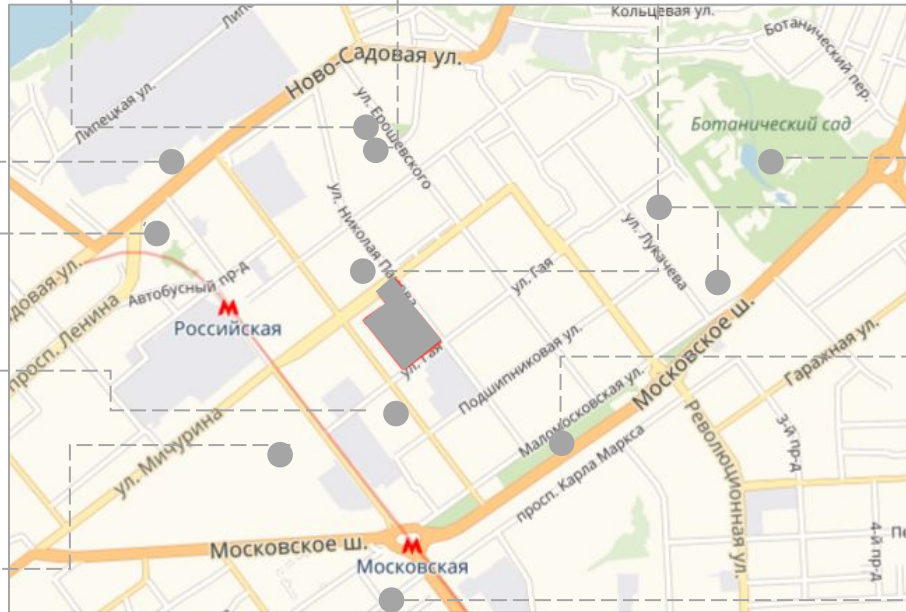 Кольцевая ул.
Ботанический пер.
Ново-Садовая ул.
Липецкая ул.
ул. Ерошевского
Ботанический сад
ул. Николая Панова
ул. Лукачева
ул. Гая
Автобусный пр-д
Российская
просп. Ленина
Московское ш.
Гаражная ул.
ул. Гая
Подшипниковая ул.
Маломосковская ул.
Революционная ул.
3-й пр-д
ул. Мичурина
просп. Карла Маркса
4-й пр-д
Московское ш.
Московская